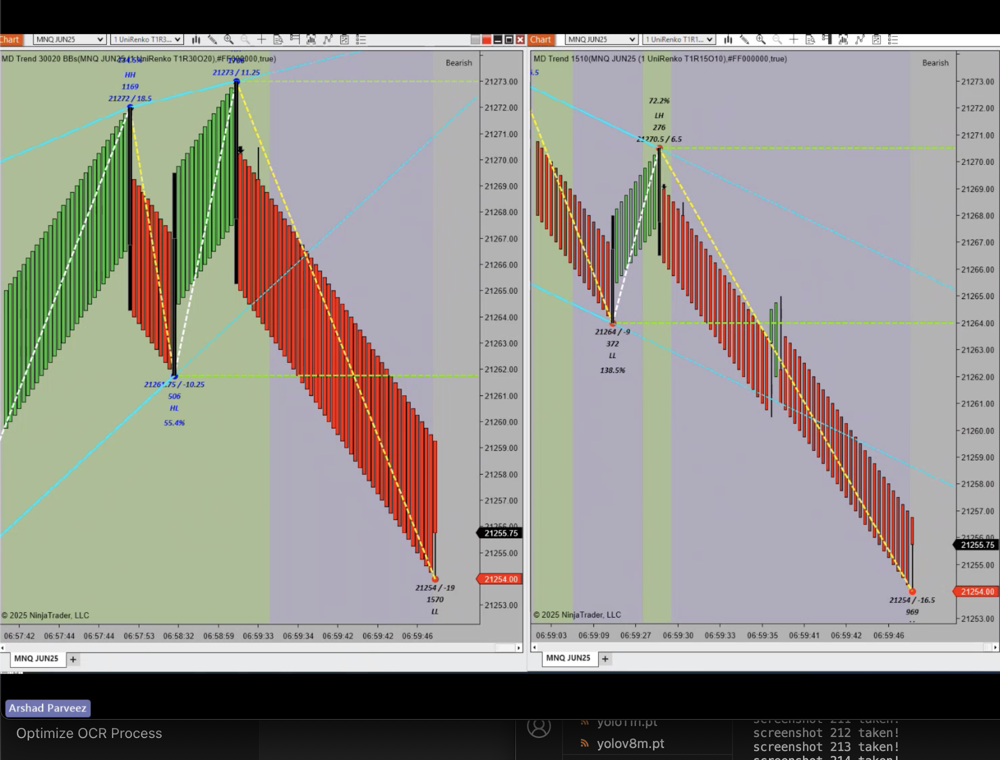 Chart MNQ JUN25 1 UniRenko T1R3...
Chart MNQ JUN25 1 UniRenko T1R1...
MD Trend 30020 BBs(MNQ JUN25 UniRenko T1R30O20),#FF000000,true)
Bearish
HH
1169
21272 / 18.5
21273 / 11.25
21261.75 / -10.25
506
HL
55.4%
21254 / -19
1570
LL
21273.00
21272.00
21271.00
21270.00
21269.00
21268.00
21267.00
21266.00
21265.00
21264.00
21263.00
21262.00
21261.00
21260.00
21259.00
21258.00
21257.00
21255.75
21255.00
21254.00
21253.00
© 2025 NinjaTrader, LLC
06:57:42 06:57:44 06:57:44 06:57:53 06:58:32 06:58:59 06:59:33 06:59:34 06:59:42 06:59:42 06:59:46
MNQ JUN25 +
MD Trend 1510(MNQ JUN25 (1 UniRenko T1R15O10),#FF000000,true)
Bearish
72.2%
LH
276
21270.5 / 6.5
21264 / -9
372
LL
138.5%
21254 / -16.5
969
21273.00
21272.00
21271.00
21270.00
21269.00
21268.00
21267.00
21266.00
21265.00
21264.00
21263.00
21262.00
21261.00
21260.00
21259.00
21258.00
21257.00
21255.75
21255.00
21254.00
21253.00
© 2025 NinjaTrader, LLC
06:59:03 06:59:09 06:59:27 06:59:30 06:59:33 06:59:35 06:59:41 06:59:42 06:59:46
MNQ JUN25 +
Arshad Parveez
Optimize OCR Process
yolo11n.pt
yolov8m.pt
screenshot 211 taken!
screenshot 212 taken!
screenshot 213 taken!
screenshot 214 taken!